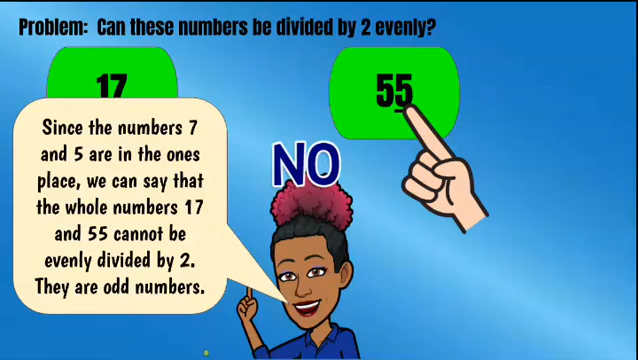 Problem:  Can these numbers be divided by 2 evenly?
17
55
Since the numbers 7
and 5 are in the ones
place, we can say that
the whole numbers 17
and 55 cannot be
evenly divided by 2.
They are odd numbers.
NO